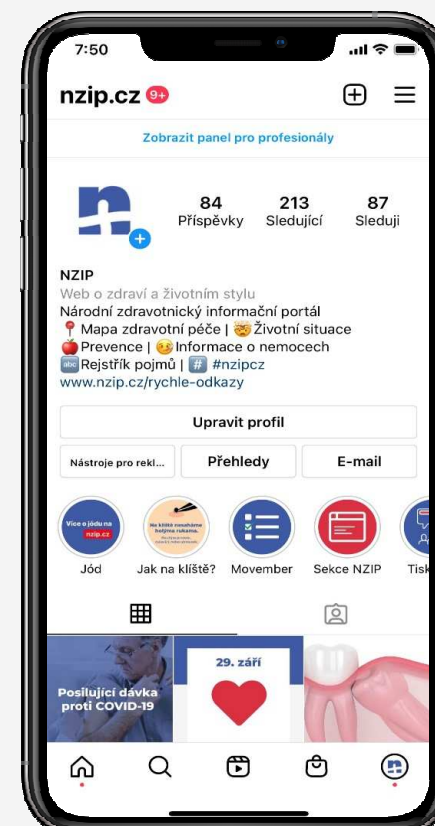 7:50
nzip.cz 9+
Zobrazit panel pro profesionály
84 213 87
Příspěvky Sledující Sleduji
NZIP
Web o zdraví a životním stylu
Národní zdravotnický informační portál
Mapa zdravotní péče | Životní situace
Prevence | Informace o nemocech
abc Rejstřík pojmů | # #nzipcz
www.nzip.cz/rychle-odkazy
Upravit profil
Nástroje pro rekl... Přehledy E-mail
Více o jódu na
nzip.cz
Na klíště nesaháme
holýma rukama.
Jód Jak na klíště? Movember Sekce NZIP Tisk
Posilující dávka
proti COVID-19
29. září